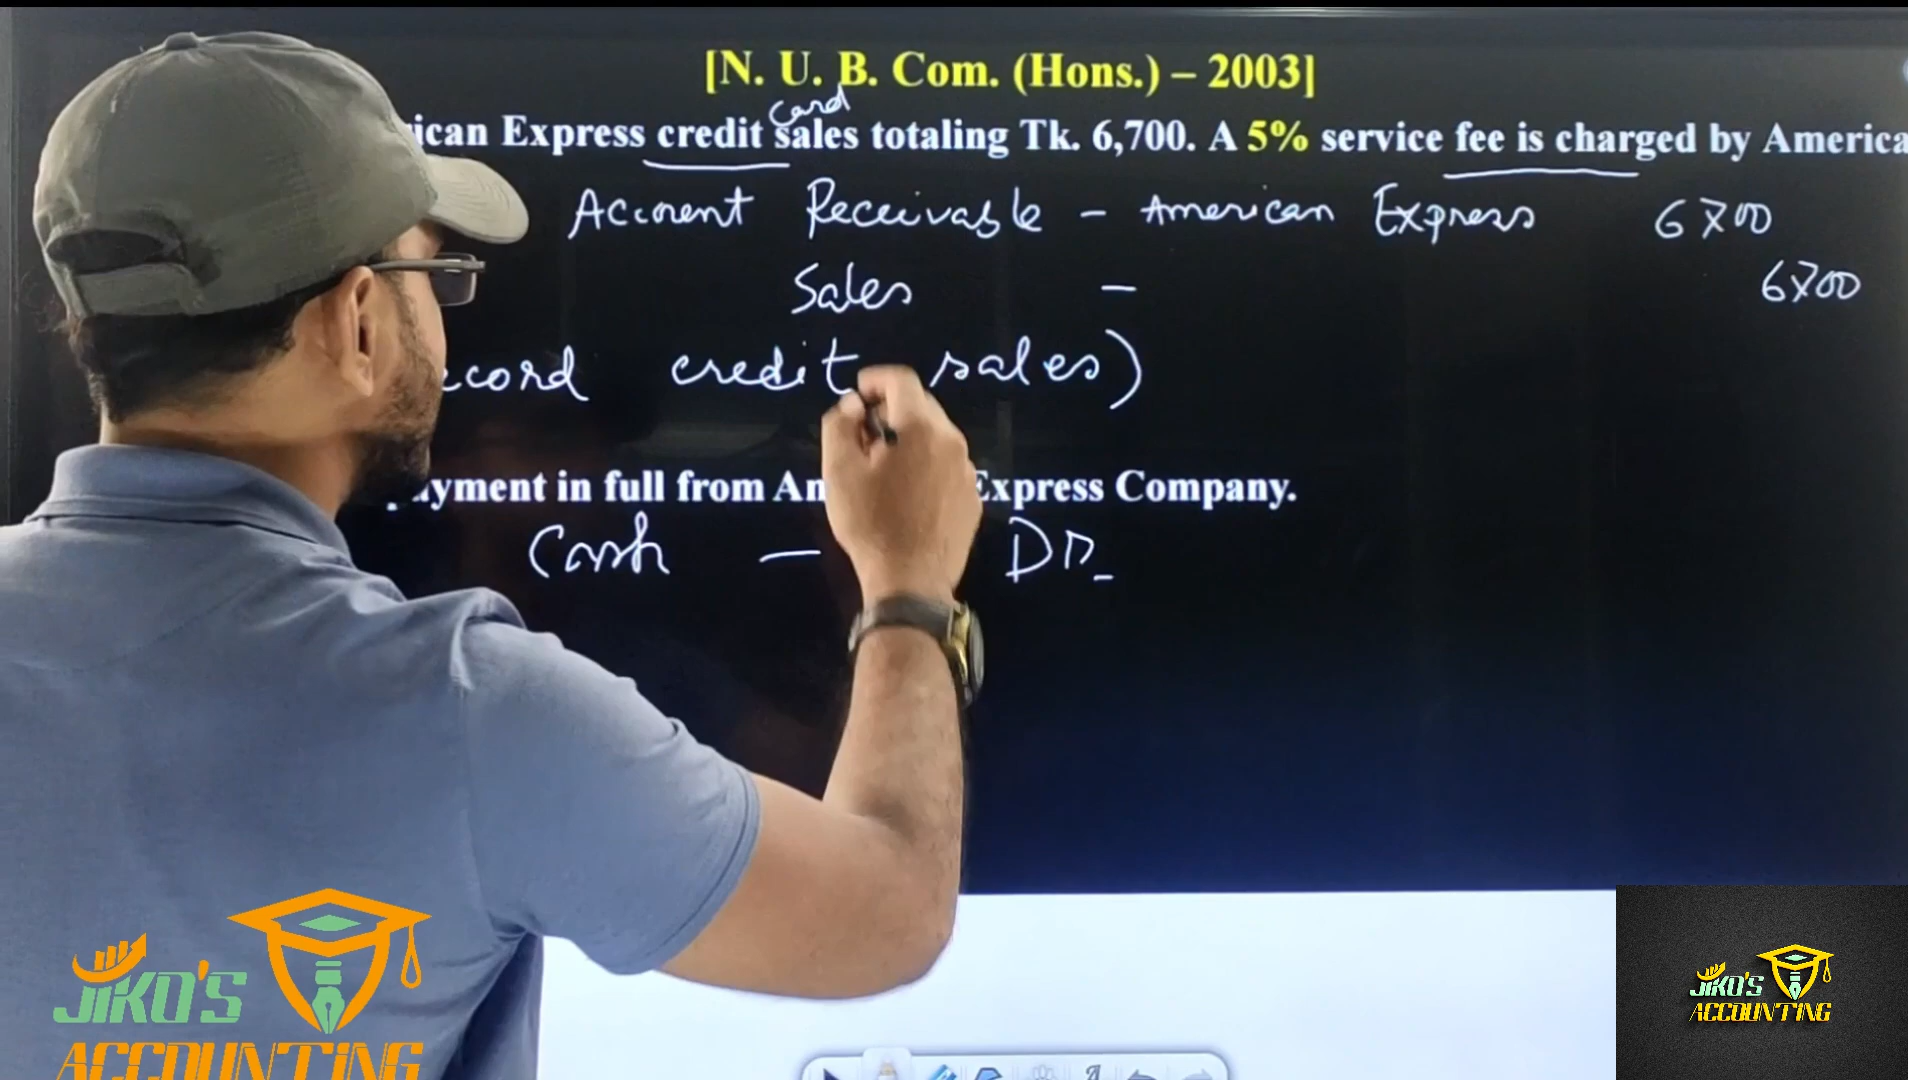 [N. U. B. Com. (Hons.) – 2003]
card
ican Express credit sales totaling Tk. 6,700. A 5% service fee is charged by America
Account Receivable - American Express 6700
Sales - 6700
ecord credit sales)
ayment in full from Am Express Company.
Cash - DR.
JIKO'S
ACCOUNTING
JIKO'S
ACCOUNTING